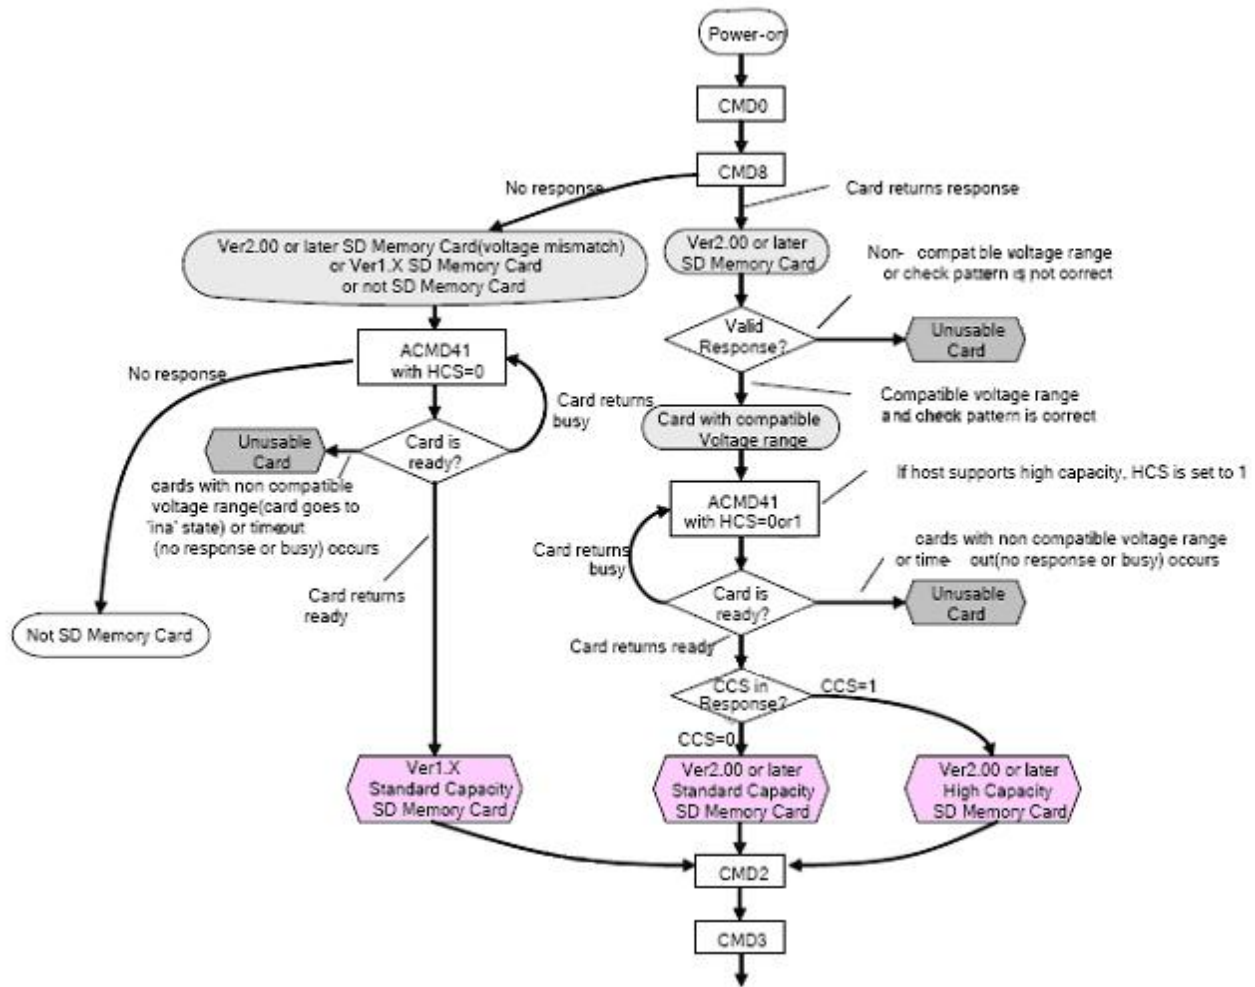 Power-on
CMD0
CMD8
No response
Card returns response
Ver2.00 or later SD Memory Card(voltage mismatch)
or Ver1.X SD Memory Card
or not SD Memory Card
Ver2.00 or later
SD Memory Card
Non- compatible voltage range
or check pattern is not correct
Valid
Response?
Unusable
Card
ACMD41
with HCS=0
No response
Card returns
busy
Compatible voltage range
and check pattern is correct
Card with compatible
Voltage range
Unusable
Card
Card is
ready?
If host supports high capacity, HCS is set to 1
cards with non compatible
voltage range(card goes to
'ina' state) or timeout
(no response or busy) occurs
ACMD41
with HCS=0or1
Card returns
busy
cards with non compatible voltage range
or time- out(no response or busy) occurs
Card returns
ready
Card is
ready?
Unusable
Card
Not SD Memory Card
Card returns ready
CCS in
Response?
CCS=1
CCS=0
Ver1.X
Standard Capacity
SD Memory Card
Ver2.00 or later
Standard Capacity
SD Memory Card
Ver2.00 or later
High Capacity
SD Memory Card
CMD2
CMD3